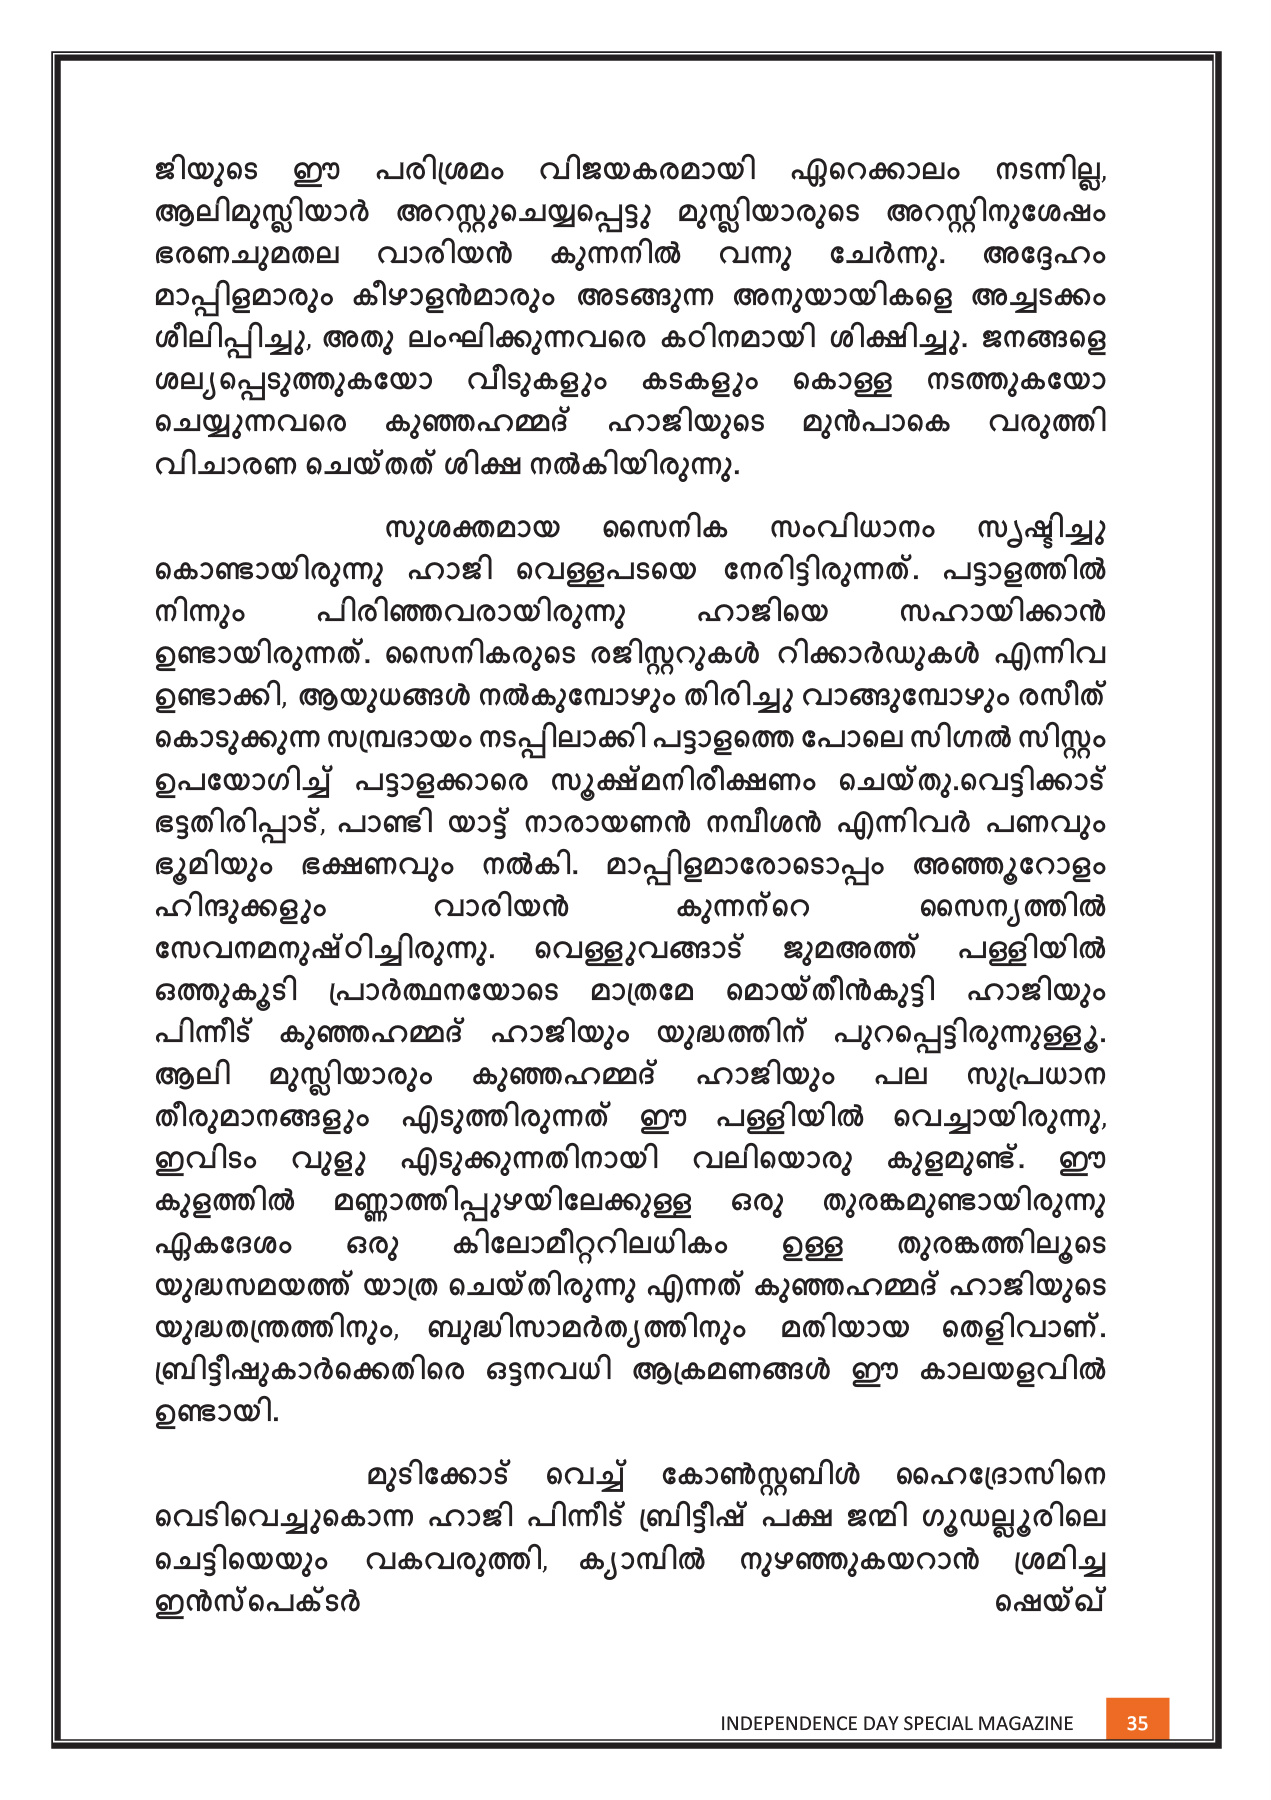 ജിയുടെ ഈ പരിശ്രമം വിജയകരമായി ഏറെക്കാലം നടന്നില്ല,
ആലിമുസ്ലിയാർ അറസ്റ്റുചെയ്യപ്പെട്ടു മുസ്ലിയാരുടെ അറസ്റ്റിനുശേഷം
ഭരണചുമതല വാരിയൻ കുന്നനിൽ വന്നു ചേർന്നു. അദ്ദേഹം
മാപ്പിളമാരും കീഴാളൻമാരും അടങ്ങുന്ന അനുയായികളെ അച്ചടക്കം
ശീലിപ്പിച്ചു, അതു ലംഘിക്കുന്നവരെ കഠിനമായി ശിക്ഷിച്ചു. ജനങ്ങളെ
ശല്യപ്പെടുത്തുകയോ വീടുകളും കടകളും കൊള്ള നടത്തുകയോ
ചെയ്യുന്നവരെ കുഞ്ഞഹമ്മദ് ഹാജിയുടെ മുൻപാകെ വരുത്തി
വിചാരണ ചെയ്തത് ശിക്ഷ നൽകിയിരുന്നു.
സുശക്തമായ സൈനിക സംവിധാനം സൃഷ്ടിച്ചു
കൊണ്ടായിരുന്നു ഹാജി വെള്ളപടയെ നേരിട്ടിരുന്നത്. പട്ടാളത്തിൽ
നിന്നും പിരിഞ്ഞവരായിരുന്നു ഹാജിയെ സഹായിക്കാൻ
ഉണ്ടായിരുന്നത്. സൈനികരുടെ രജിസ്റ്ററുകൾ റിക്കാർഡുകൾ എന്നിവ
ഉണ്ടാക്കി, ആയുധങ്ങൾ നൽകുമ്പോഴും തിരിച്ചു വാങ്ങുമ്പോഴും രസീത്
കൊടുക്കുന്ന സമ്പ്രദായം നടപ്പിലാക്കി പട്ടാളത്തെ പോലെ സിഗ്നൽ സിസ്റ്റം
ഉപയോഗിച്ച് പട്ടാളക്കാരെ സൂക്ഷ്മനിരീക്ഷണം ചെയ്തു.വെട്ടിക്കാട്
ഭട്ടതിരിപ്പാട്, പാണ്ടി യാട്ട് നാരായണൻ നമ്പീശൻ എന്നിവർ പണവും
ഭൂമിയും ഭക്ഷണവും നൽകി. മാപ്പിളമാരോടൊപ്പം അഞ്ഞൂറോളം
ഹിന്ദുക്കളും വാരിയൻ കുന്നന്റെ സൈന്യത്തിൽ
സേവനമനുഷ്ഠിച്ചിരുന്നു. വെള്ളുവങ്ങാട് ജുമഅത്ത് പള്ളിയിൽ
ഒത്തുകൂടി പ്രാർത്ഥനയോടെ മാത്രമേ മൊയ്തീൻകുട്ടി ഹാജിയും
പിന്നീട് കുഞ്ഞഹമ്മദ് ഹാജിയും യുദ്ധത്തിന് പുറപ്പെട്ടിരുന്നുള്ളൂ.
ആലി മുസ്ലിയാരും കുഞ്ഞഹമ്മദ് ഹാജിയും പല സുപ്രധാന
തീരുമാനങ്ങളും എടുത്തിരുന്നത് ഈ പള്ളിയിൽ വെച്ചായിരുന്നു,
ഇവിടം വുളു എടുക്കുന്നതിനായി വലിയൊരു കുളമുണ്ട്. ഈ
കുളത്തിൽ മണ്ണാത്തിപ്പുഴയിലേക്കുള്ള ഒരു തുരങ്കമുണ്ടായിരുന്നു
ഏകദേശം ഒരു കിലോമീറ്ററിലധികം ഉള്ള തുരങ്കത്തിലൂടെ
യുദ്ധസമയത്ത് യാത്ര ചെയ്തിരുന്നു എന്നത് കുഞ്ഞഹമ്മദ് ഹാജിയുടെ
യുദ്ധതന്ത്രത്തിനും, ബുദ്ധിസാമർത്യത്തിനും മതിയായ തെളിവാണ്.
ബ്രിട്ടീഷുകാർക്കെതിരെ ഒട്ടനവധി ആക്രമണങ്ങൾ ഈ കാലയളവിൽ
ഉണ്ടായി.
മുടിക്കോട് വെച്ച് കോൺസ്റ്റബിൾ ഹൈദ്രോസിനെ
വെടിവെച്ചുകൊന്ന ഹാജി പിന്നീട് ബ്രിട്ടീഷ് പക്ഷ ജന്മി ഗൂഡല്ലൂരിലെ
ചെട്ടിയെയും വകവരുത്തി, ക്യാമ്പിൽ നുഴഞ്ഞുകയറാൻ ശ്രമിച്ച
ഇൻസ്പെക്ടർ ഷെയ്ഖ്
INDEPENDENCE DAY SPECIAL MAGAZINE 35